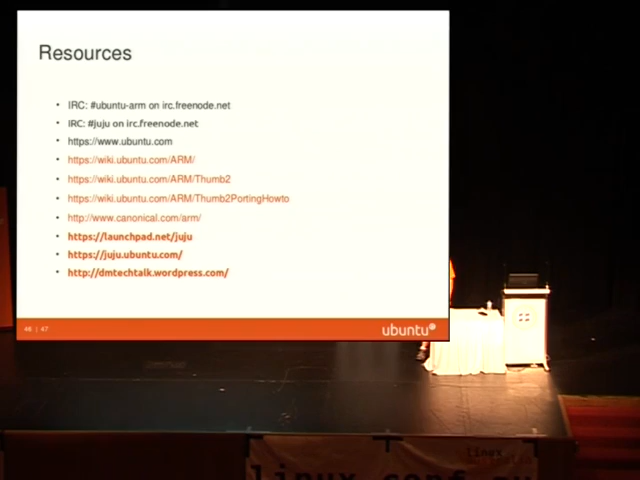 Resources
• IRC: #ubuntu-arm on irc.freenode.net
• IRC: #juju on irc.freenode.net
• https://www.ubuntu.com
• https://wiki.ubuntu.com/ARM/
• https://wiki.ubuntu.com/ARM/Thumb2
• https://wiki.ubuntu.com/ARM/Thumb2PortingHowto
• http://www.canonical.com/arm/
• https://launchpad.net/juju
• https://juju.ubuntu.com/
• http://dmtechtalk.wordpress.com/
46 | 47
ubuntu
linux
linux.conf.au